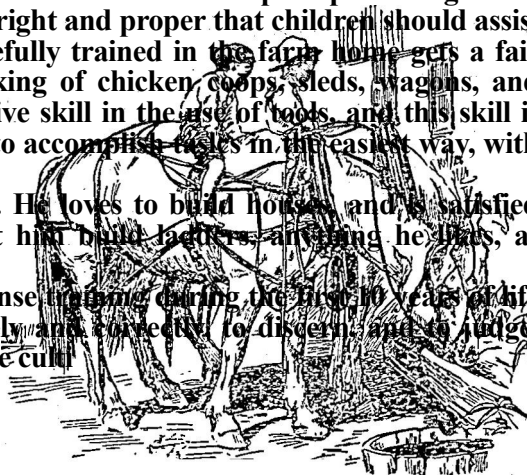 right and proper that children should assis
efully trained in the farm home gets a fai
king of chicken coops, sleds, wagons, and
ive skill in the use of tools, and this skill i
to accomplish tasks in the easiest way, with
. He loves to build houses, and is satisfied
t him build ladders, anything he likes, a
nse training during the first 10 years of lif
ly and correctly, to discern, and to judge
e culti